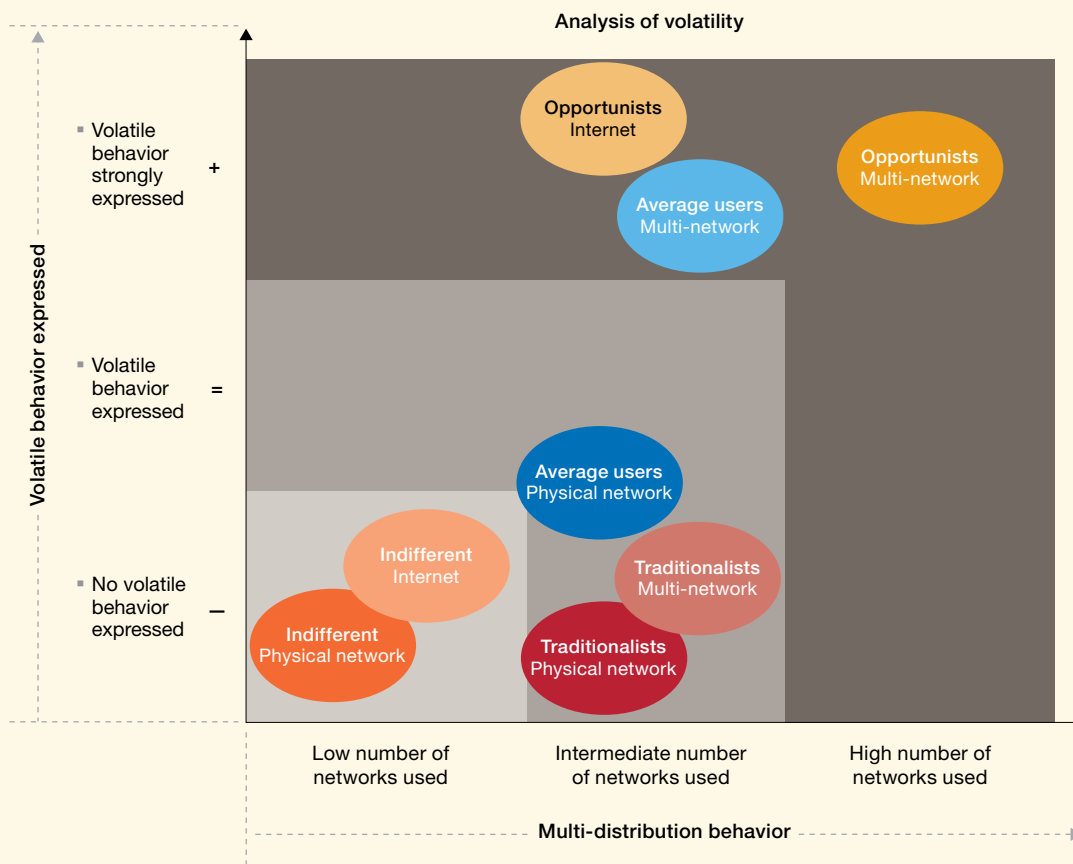 Analysis of volatility
Volatile behavior expressed
▪ Volatile
behavior
strongly
expressed
+
▪ Volatile
behavior
expressed
=
▪ No volatile
behavior
expressed
–
Opportunists
Internet
Opportunists
Multi-network
Average users
Multi-network
Average users
Physical network
Indifferent
Internet
Traditionalists
Multi-network
Indifferent
Physical network
Traditionalists
Physical network
Low number of
networks used
Intermediate number
of networks used
High number of
networks used
Multi-distribution behavior